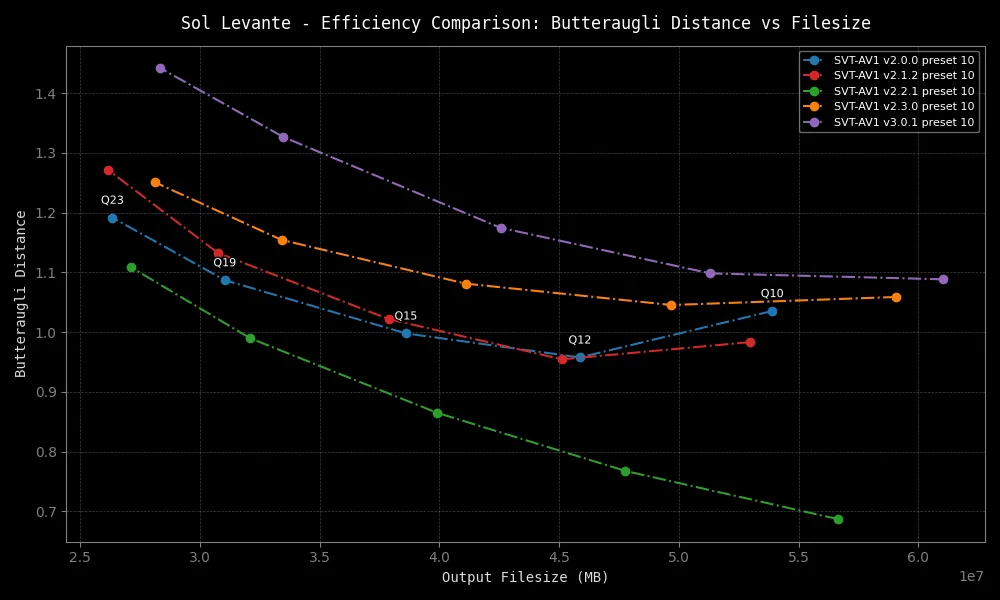 Sol Levante - Efficiency Comparison: Butteraugli Distance vs Filesize
SVT-AV1 v2.0.0 preset 10
SVT-AV1 v2.1.2 preset 10
SVT-AV1 v2.2.1 preset 10
SVT-AV1 v2.3.0 preset 10
SVT-AV1 v3.0.1 preset 10
Butteraugli Distance
1.4
1.3
1.2
1.1
1.0
0.9
0.8
0.7
Q23
Q19
Q15
Q12
Q10
2.5 3.0 3.5 4.0 4.5 5.0 5.5 6.0
1e7
Output Filesize (MB)